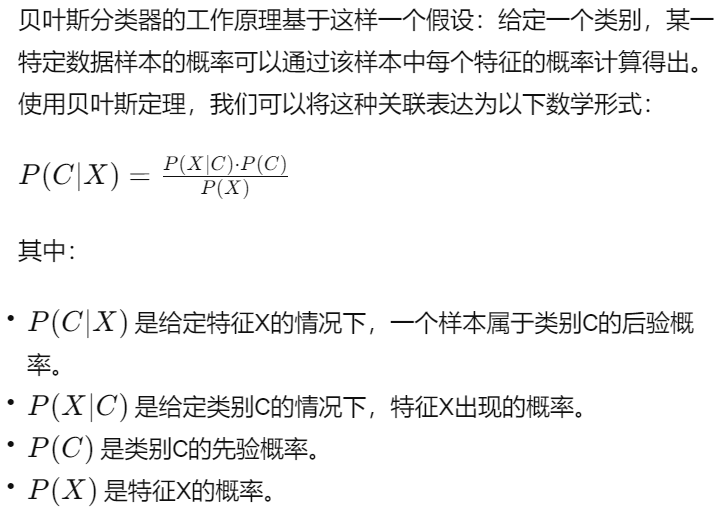 贝叶斯分类器的工作原理基于这样一个假设：给定一个类别，某一
特定数据样本的概率可以通过该样本中每个特征的概率计算得出。
使用贝叶斯定理，我们可以将这种关联表达为以下数学形式：
P(C|X) = P(X|C)·P(C) / P(X)
其中：
• P(C|X) 是给定特征X的情况下，一个样本属于类别C的后验概
率。
• P(X|C) 是给定类别C的情况下，特征X出现的概率。
• P(C) 是类别C的先验概率。
• P(X) 是特征X的概率。